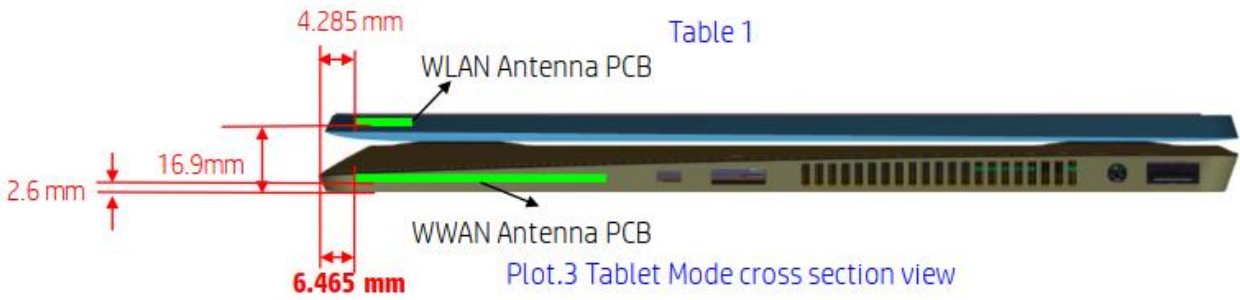 4.285 mm
Table 1
WLAN Antenna PCB
16.9mm
2.6 mm
WWAN Antenna PCB
6.465 mm
Plot.3 Tablet Mode cross section view